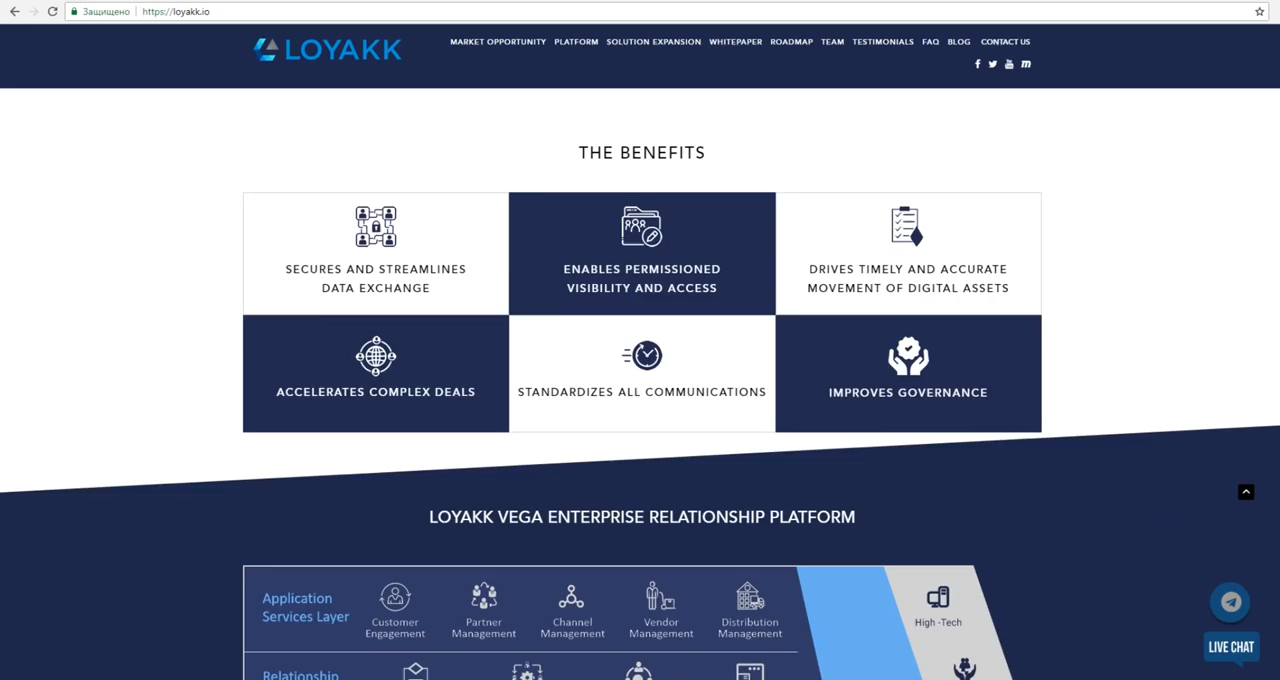 Защищено
https://loyakk.io
LOYAKK
MARKET OPPORTUNITY PLATFORM SOLUTION EXPANSION WHITEPAPER ROADMAP TEAM TESTIMONIALS FAQ BLOG CONTACT US
THE BENEFITS
SECURES AND STREAMLINES
DATA EXCHANGE
ENABLES PERMISSIONED
VISIBILITY AND ACCESS
DRIVES TIMELY AND ACCURATE
MOVEMENT OF DIGITAL ASSETS
ACCELERATES COMPLEX DEALS
STANDARDIZES ALL COMMUNICATIONS
IMPROVES GOVERNANCE
LOYAKK VEGA ENTERPRISE RELATIONSHIP PLATFORM
Application
Services Layer
Customer
Engagement
Partner
Management
Channel
Management
Vendor
Management
Distribution
Management
High -Tech
Relationship
LIVE CHAT